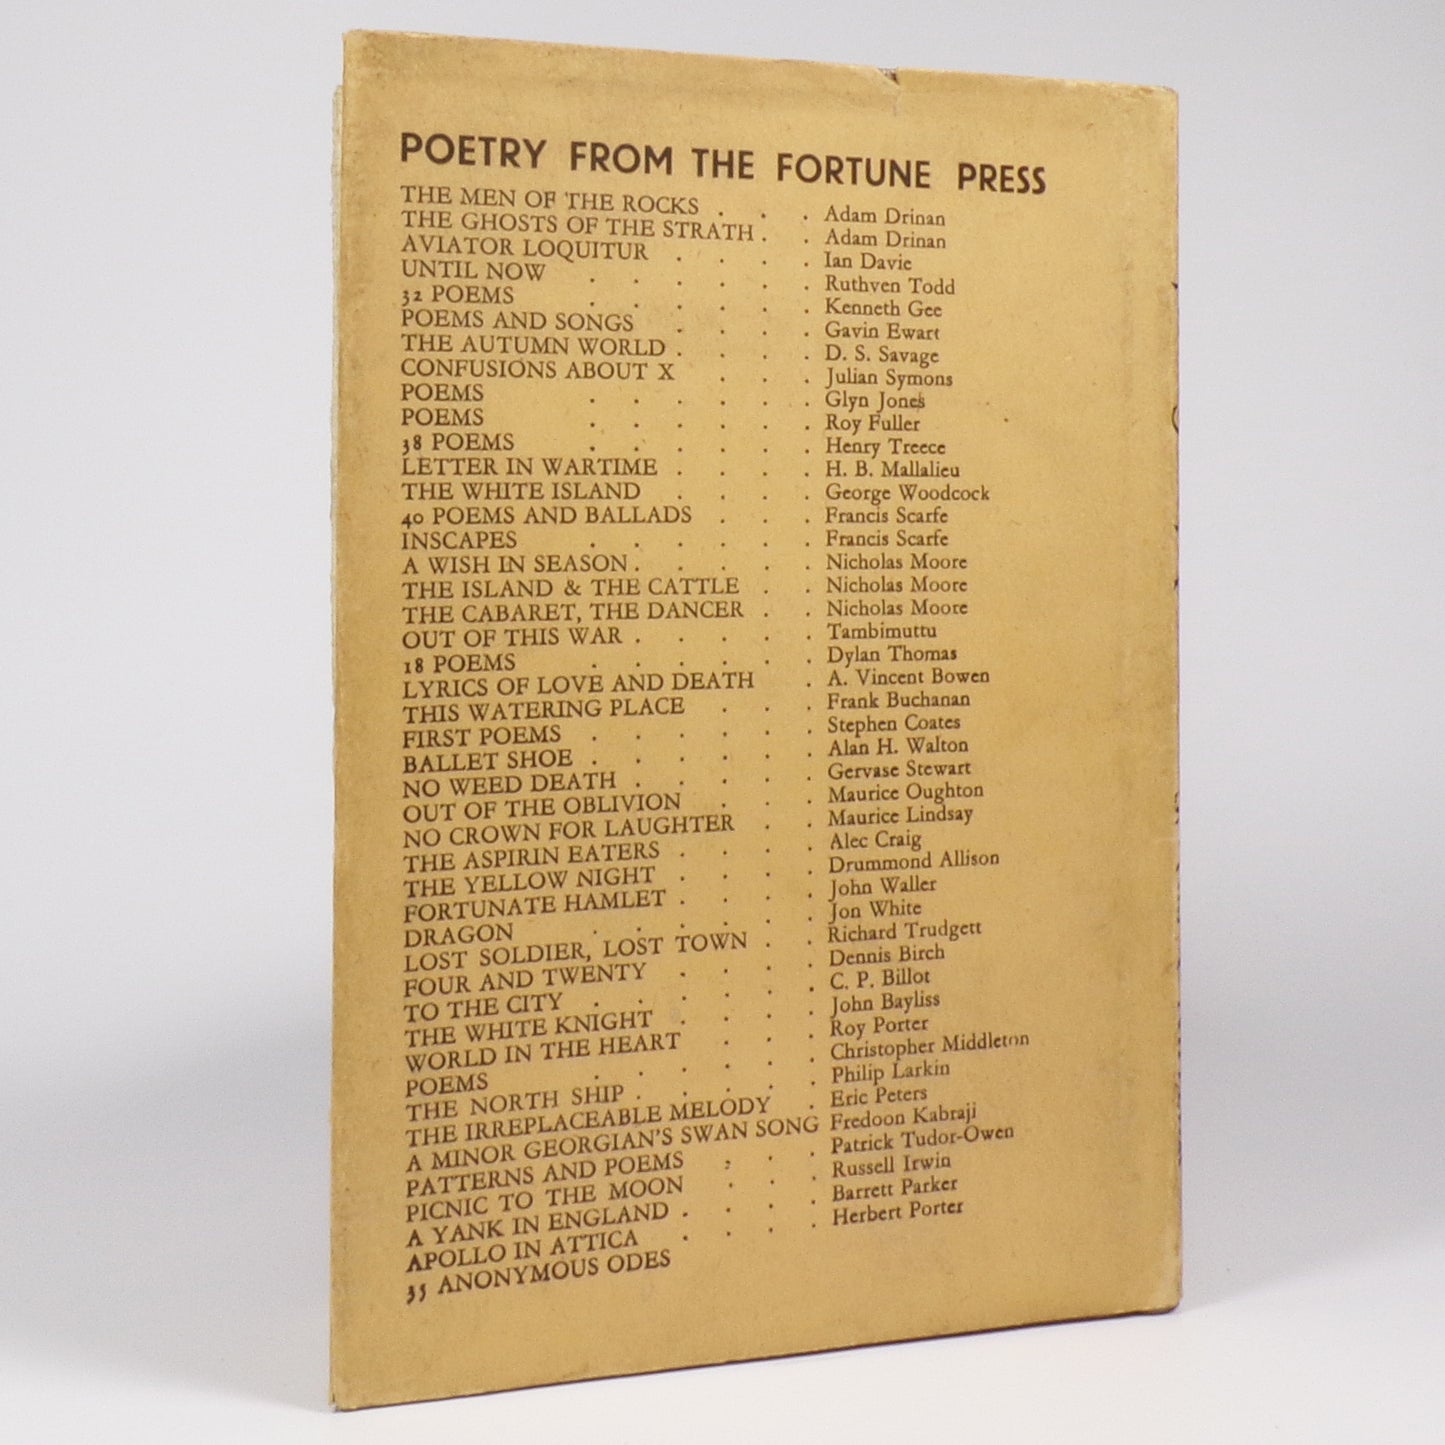 POETRY FROM THE FORTUNE PRESS
THE MEN OF THE ROCKS . . . Adam Drinan
THE GHOSTS OF THE STRATH . . Adam Drinan
AVIATOR LOQUITUR . . . . Ian Davie
UNTIL NOW . . . . . . Ruthven Todd
32 POEMS . . . . . . Kenneth Gee
POEMS AND SONGS . . . . Gavin Ewart
THE AUTUMN WORLD . . . . D. S. Savage
CONFUSIONS ABOUT X . . . Julian Symons
POEMS . . . . . . Glyn Jones
POEMS . . . . . . Roy Fuller
38 POEMS . . . . . . Henry Treece
LETTER IN WARTIME . . . . H. B. Mallalieu
THE WHITE ISLAND . . . . George Woodcock
40 POEMS AND BALLADS . . . Francis Scarfe
INSCAPES . . . . . . Francis Scarfe
A WISH IN SEASON . . . . . Nicholas Moore
THE ISLAND & THE CATTLE . . Nicholas Moore
THE CABARET, THE DANCER . . Nicholas Moore
OUT OF THIS WAR . . . . . Tambimuttu
18 POEMS . . . . . . Dylan Thomas
LYRICS OF LOVE AND DEATH . A. Vincent Bowen
THIS WATERING PLACE . . . Frank Buchanan
FIRST POEMS . . . . . . Stephen Coates
BALLET SHOE . . . . . . Alan H. Walton
NO WEED DEATH . . . . . Gervase Stewart
OUT OF THE OBLIVION . . . Maurice Oughton
NO CROWN FOR LAUGHTER . . Maurice Lindsay
THE ASPIRIN EATERS . . . . Alec Craig
THE YELLOW NIGHT . . . . Drummond Allison
FORTUNATE HAMLET . . . . John Waller
DRAGON . . . . . . Jon White
LOST SOLDIER, LOST TOWN . . Richard Trudgett
FOUR AND TWENTY . . . . Dennis Birch
TO THE CITY . . . . . . C. P. Billot
THE WHITE KNIGHT . . . . John Bayliss
WORLD IN THE HEART . . . Roy Porter
POEMS . . . . . . Christopher Middleton
THE NORTH SHIP . . . . . Philip Larkin
THE IRREPLACEABLE MELODY . Eric Peters
A MINOR GEORGIAN'S SWAN SONG Fredoon Kabraji
PATTERNS AND POEMS . . . Patrick Tudor-Owen
PICNIC TO THE MOON . . . Russell Irwin
A YANK IN ENGLAND . . . . Barrett Parker
APOLLO IN ATTICA . . . . Herbert Porter
35 ANONYMOUS ODES